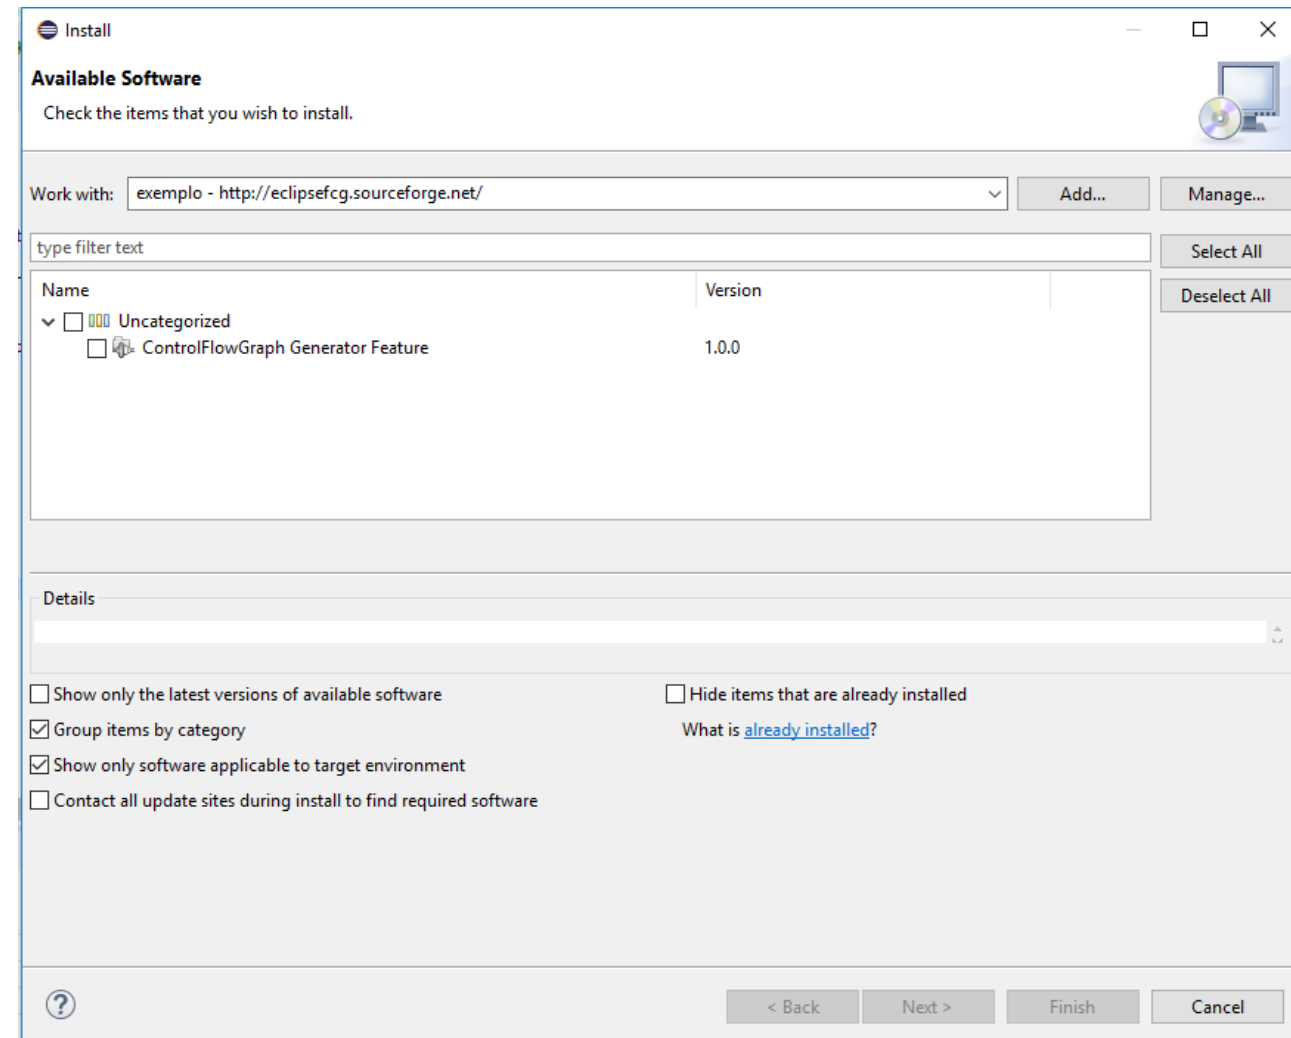 Install
Available Software
Check the items that you wish to install.
Work with: exemplo - http://eclipsefcg.sourceforge.net/ Add... Manage...
type filter text Select All
Name Version Deselect All
Uncategorized
ControlFlowGraph Generator Feature 1.0.0
Details
Show only the latest versions of available software Hide items that are already installed
Group items by category What is already installed?
Show only software applicable to target environment
Contact all update sites during install to find required software
? < Back Next > Finish Cancel